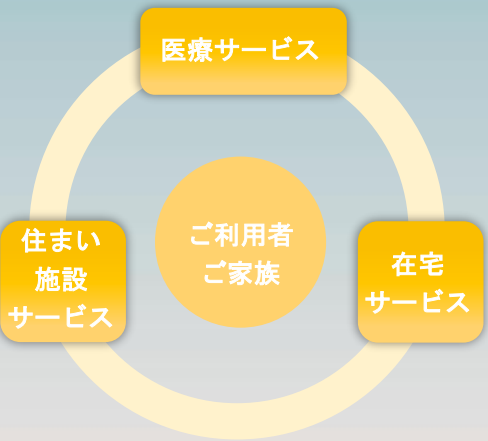 医療サービス
ご利用者
ご家族
住まい
施設
サービス
在宅
サービス